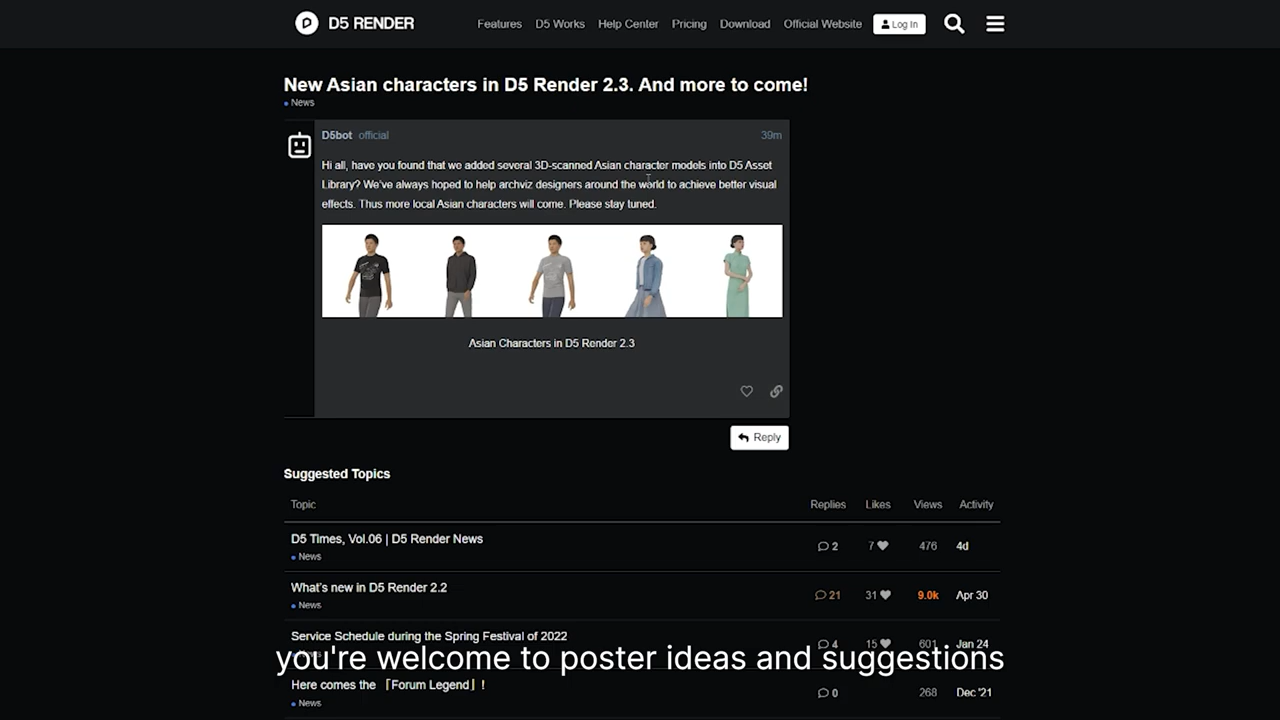 D5 RENDER Features D5 Works Help Center Pricing Download Official Website Log In
New Asian characters in D5 Render 2.3. And more to come!
News
D5bot official 39m
Hi all, have you found that we added several 3D-scanned Asian character models into D5 Asset
Library? We've always hoped to help archviz designers around the world to achieve better visual
effects. Thus more local Asian characters will come. Please stay tuned.
Asian Characters in D5 Render 2.3
Reply
Suggested Topics
Topic Replies Likes Views Activity
D5 Times, Vol.06 | D5 Render News
News
2 7 476 4d
What's new in D5 Render 2.2
News
21 31 9.0k Apr 30
Service Schedule during the Spring Festival of 2022
4 15 601 Jan 24
you're welcome to poster ideas and suggestions
Here comes the 「Forum Legend」!
News
0 268 Dec '21